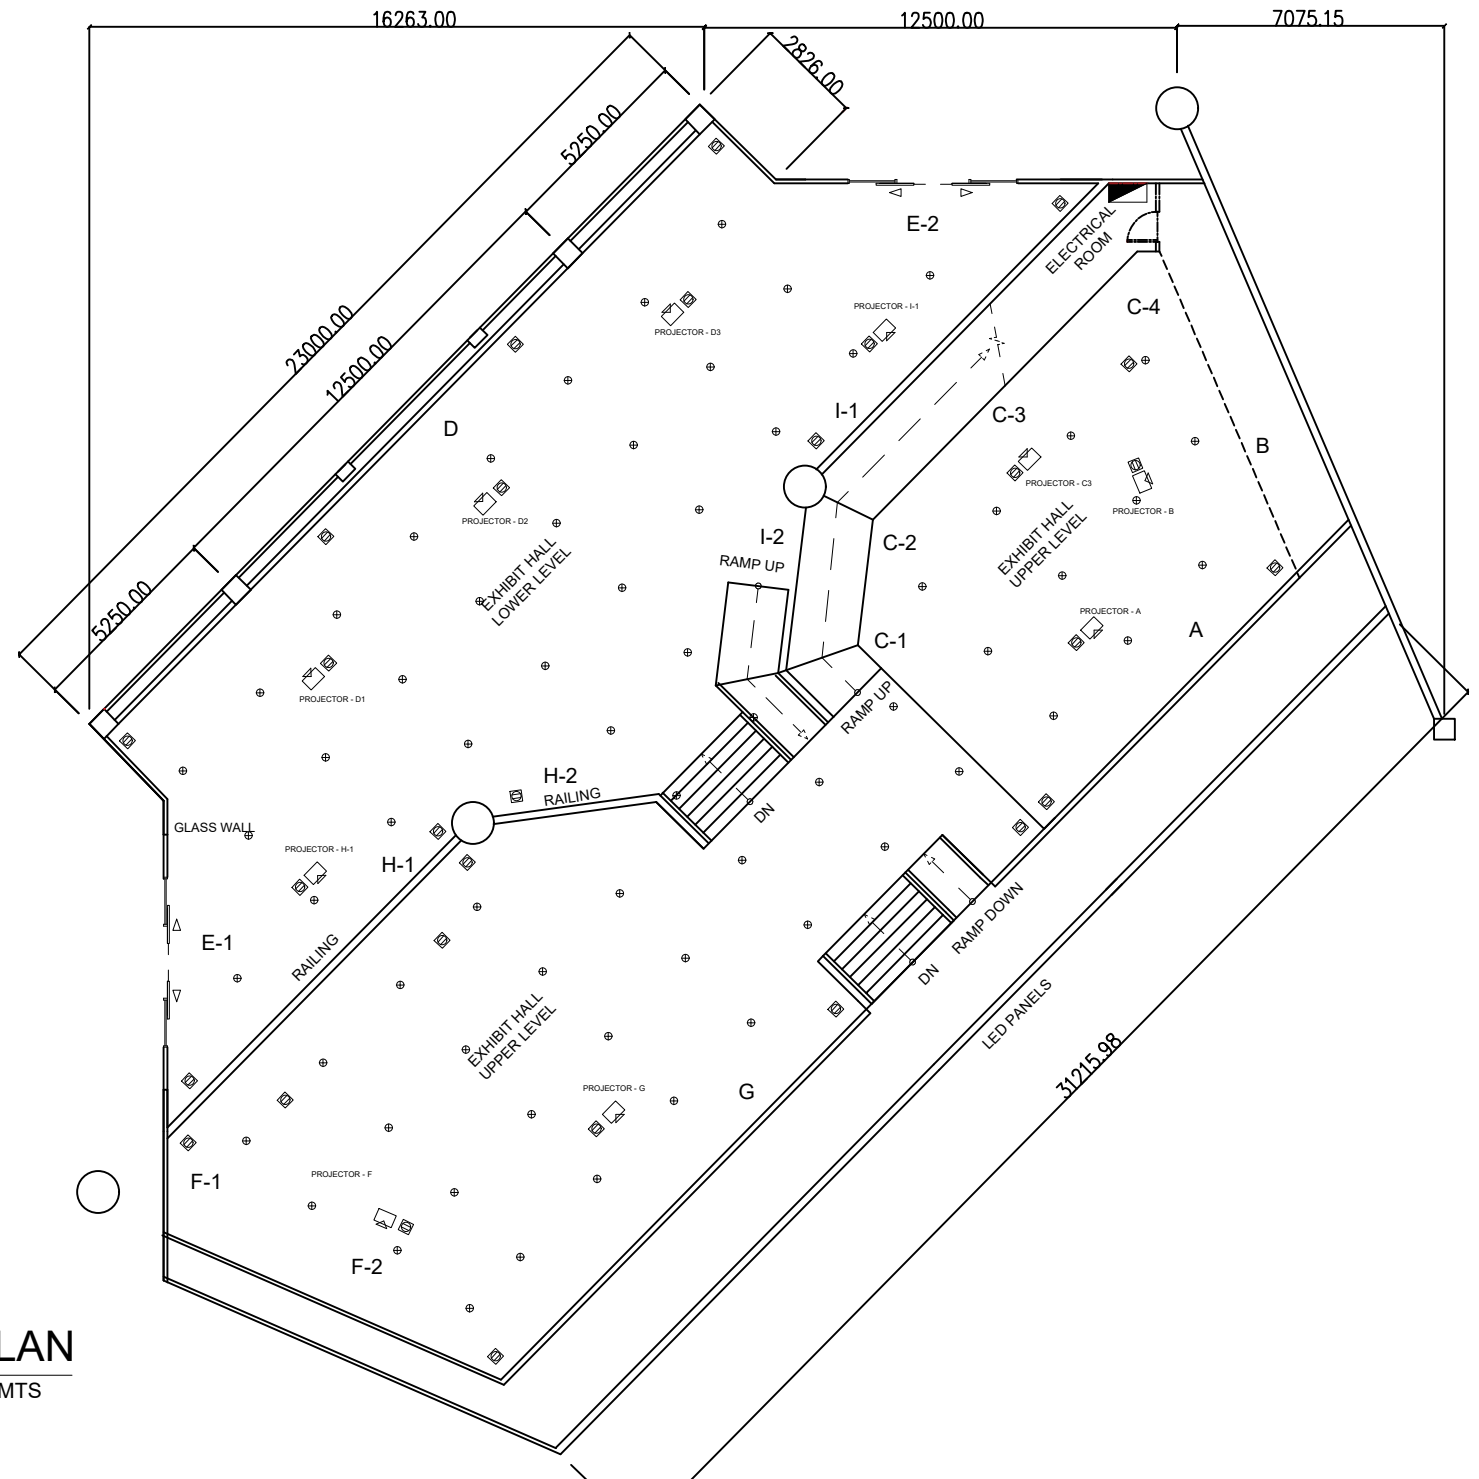 16263.00
12500.00
7075.15
2826.00
5250.00
23000.00
12500.00
5250.00
E-2
ELECTRICAL
ROOM
PROJECTOR - I-1
PROJECTOR - D3
C-4
I-1
C-3
D
B
PROJECTOR - C3
PROJECTOR - B
PROJECTOR - D2
I-2
C-2
EXHIBIT HALL
UPPER LEVEL
RAMP UP
EXHIBIT HALL
LOWER LEVEL
PROJECTOR - A
A
C-1
PROJECTOR - D1
RAMP UP
H-2
RAILING
DN
GLASS WALL
PROJECTOR - H-1
H-1
E-1
RAILING
RAMP DOWN
DN
EXHIBIT HALL
UPPER LEVEL
LED PANELS
31215.98
PROJECTOR - G
G
PROJECTOR - F
F-1
F-2
LAN
MTS